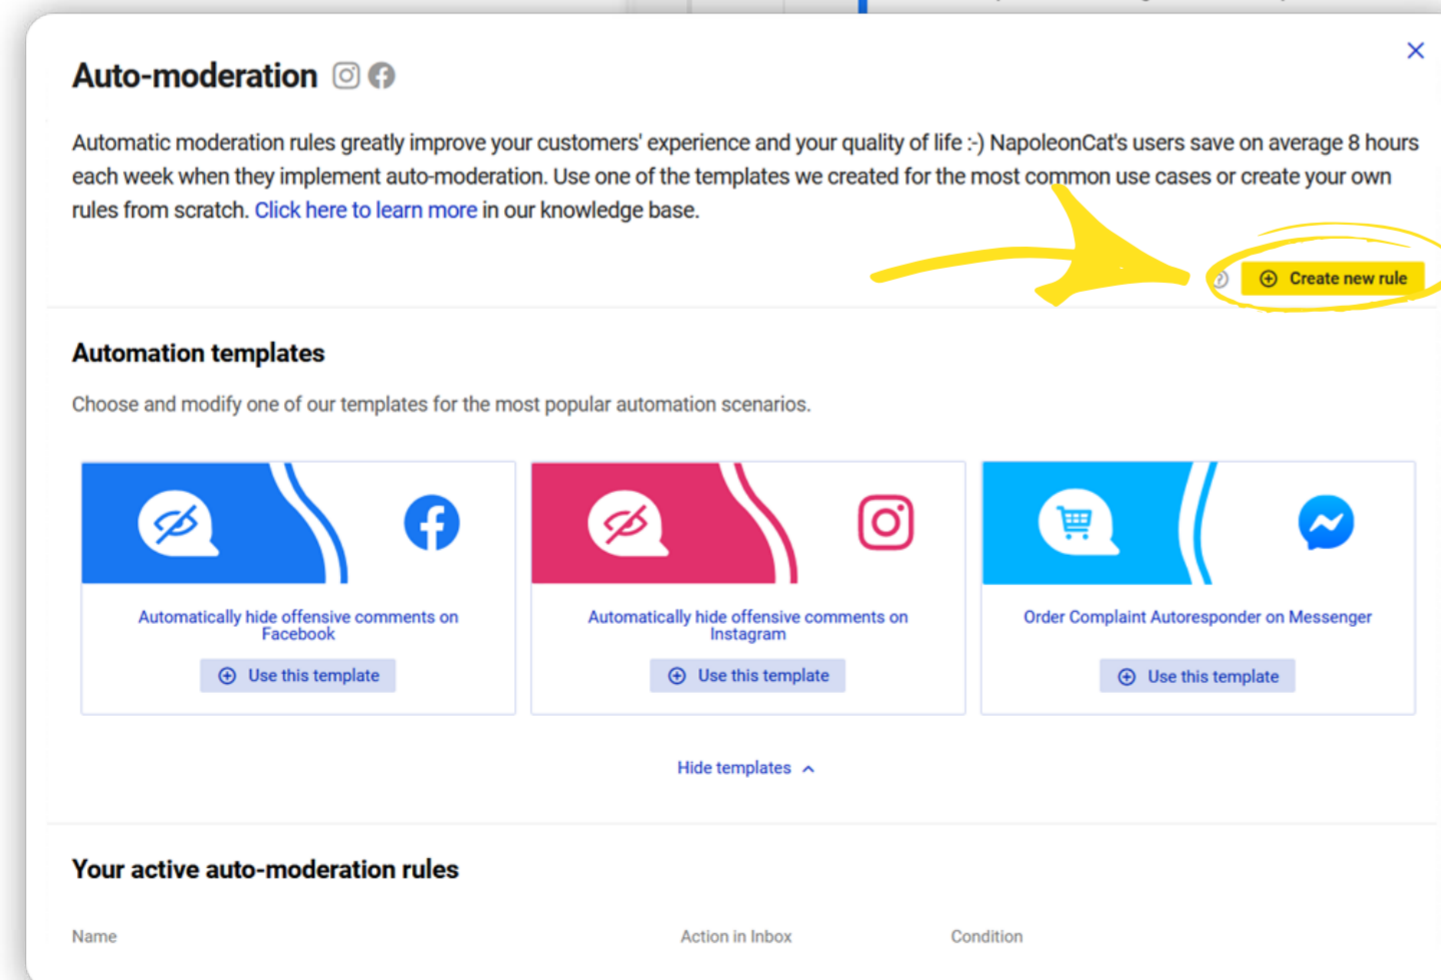 Auto-moderation
Automatic moderation rules greatly improve your customers' experience and your quality of life :-) NapoleonCat's users save on average 8 hours
each week when they implement auto-moderation. Use one of the templates we created for the most common use cases or create your own
rules from scratch. Click here to learn more in our knowledge base.
Create new rule
Automation templates
Choose and modify one of our templates for the most popular automation scenarios.
Automatically hide offensive comments on
Facebook
Use this template
Automatically hide offensive comments on
Instagram
Use this template
Order Complaint Autoresponder on Messenger
Use this template
Hide templates
Your active auto-moderation rules
Name Action in Inbox Condition